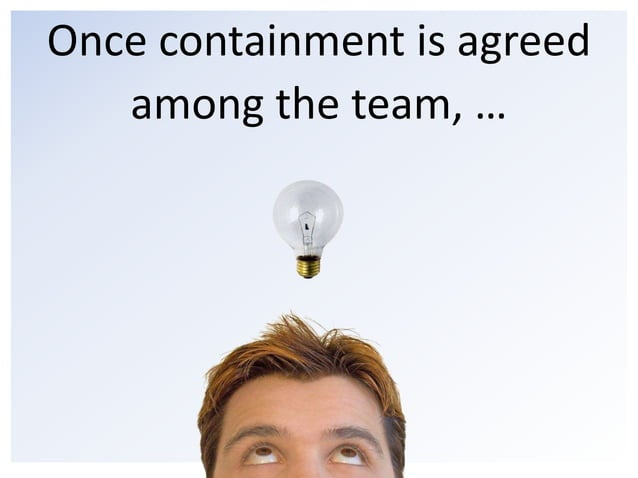 Once containment is agreed
among the team, …